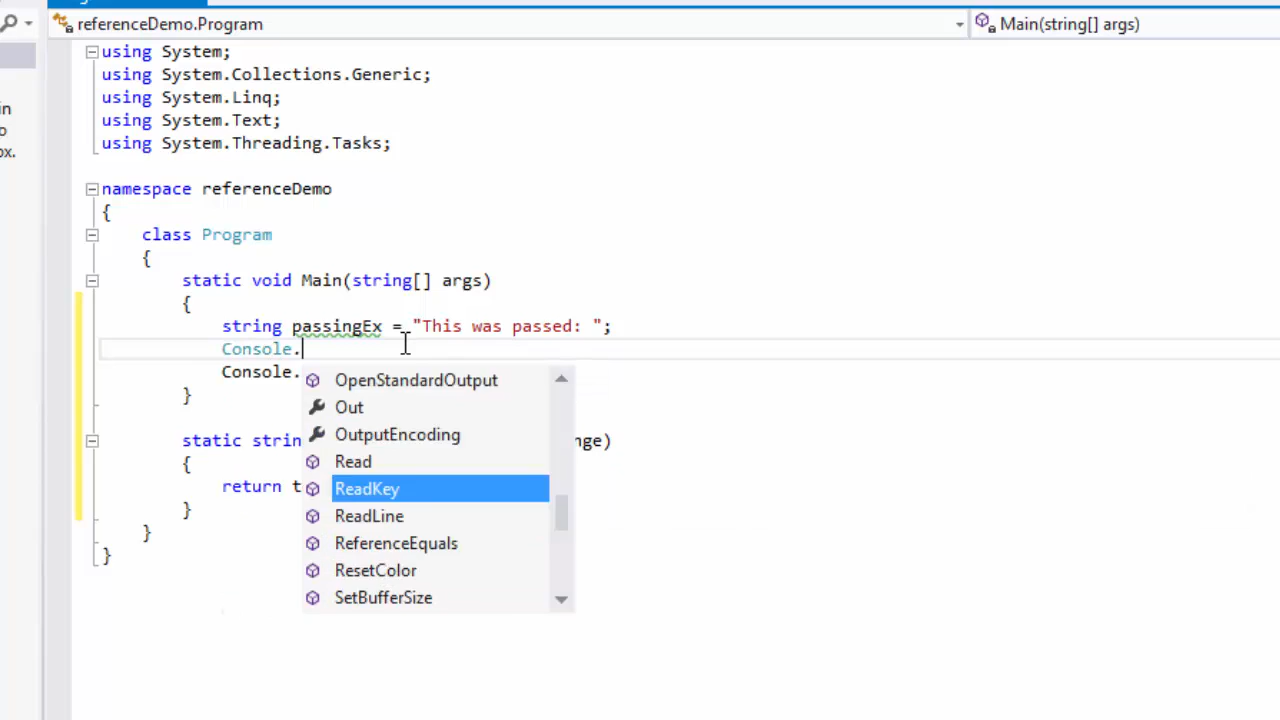 referenceDemo.Program
Main(string[] args)
using System;
using System.Collections.Generic;
using System.Linq;
using System.Text;
using System.Threading.Tasks;
in
ox.
namespace referenceDemo
{
class Program
{
static void Main(string[] args)
{
string passingEx = "This was passed: ";
Console.
Console.
}
OpenStandardOutput
Out
OutputEncoding
Read
ReadKey
ReadLine
ReferenceEquals
ResetColor
SetBufferSize
static strin nge)
{
return t
}
}
}